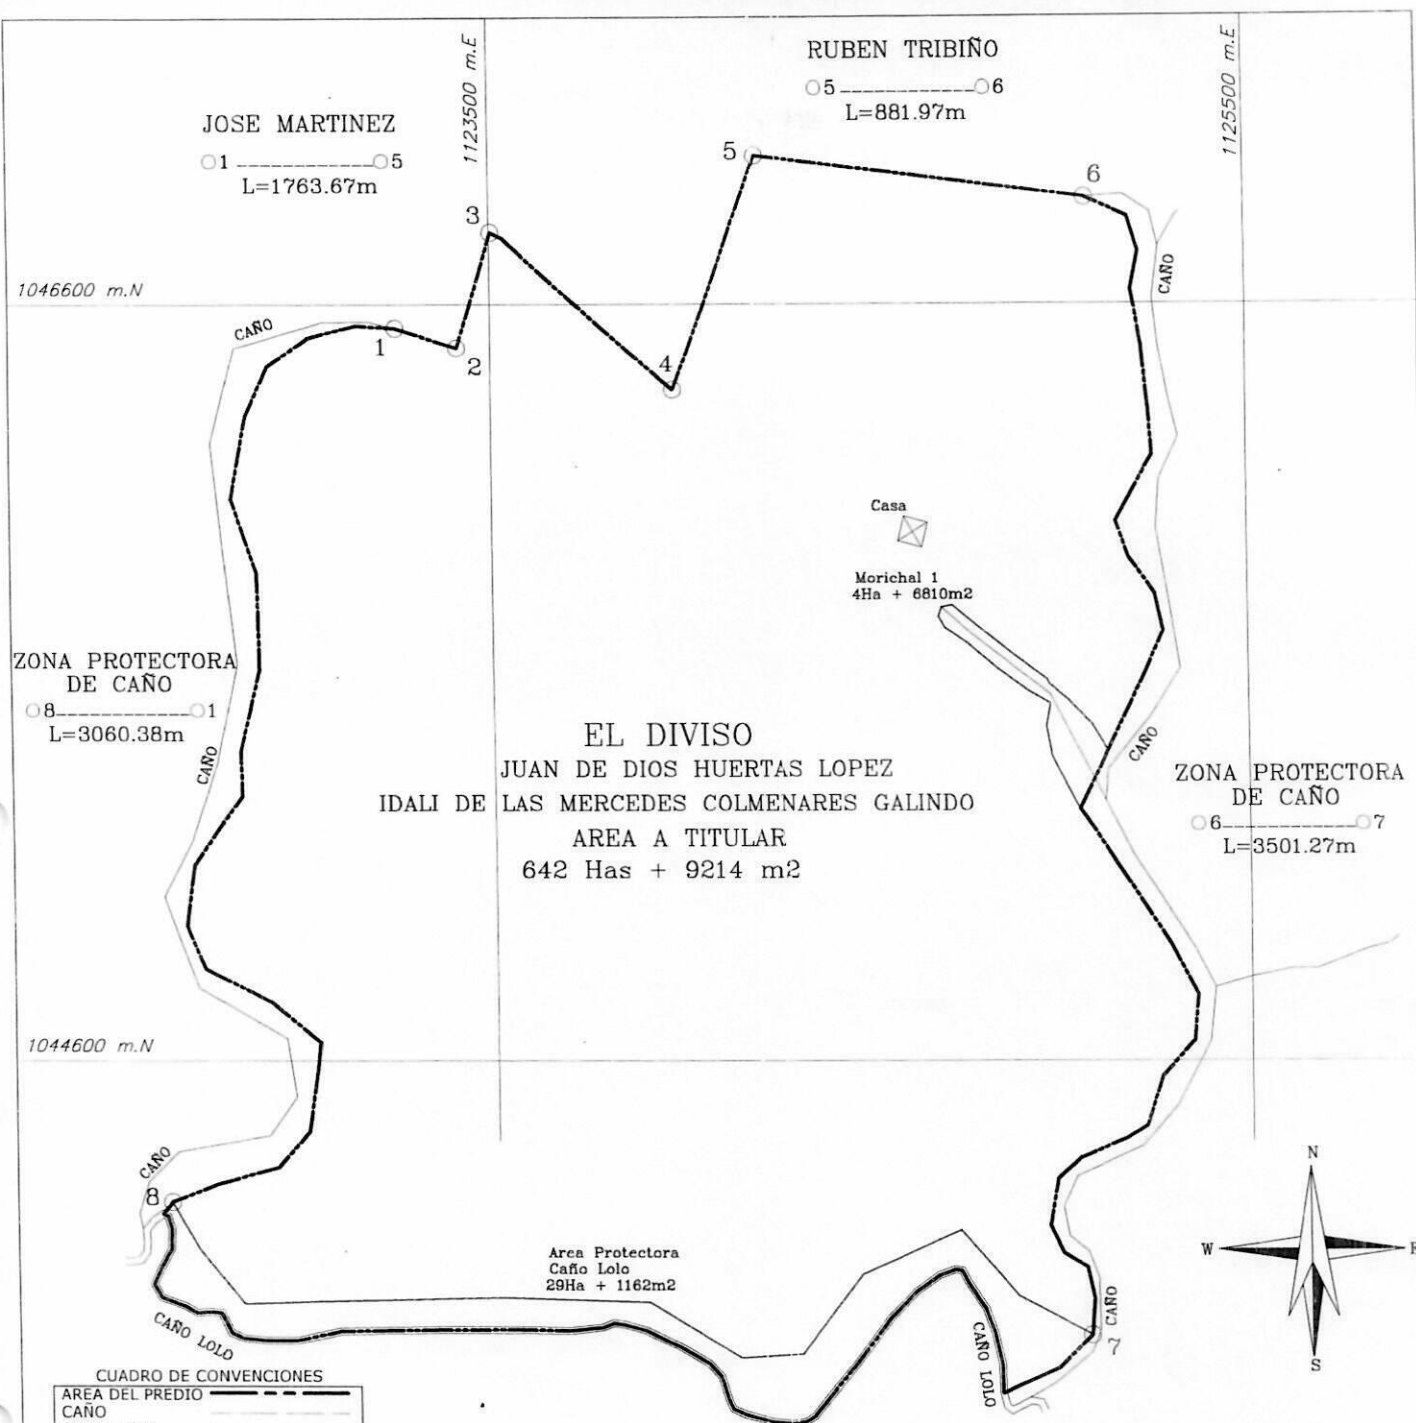 1123500 m.E
1125500 m.E
RUBEN TRIBIÑO
5 ____________ 6
L=881.97m
JOSE MARTINEZ
1 ____________ 5
L=1763.67m
5
6
3
CAÑO
1046600 m.N
CAÑO
1
2
4
Casa
Morichal 1
4Ha + 6810m2
ZONA PROTECTORA
DE CAÑO
8____________1
L=3060.38m
CAÑO
EL DIVISO
JUAN DE DIOS HUERTAS LOPEZ
IDALI DE LAS MERCEDES COLMENARES GALINDO
AREA A TITULAR
642 Has + 9214 m2
CAÑO
ZONA PROTECTORA
DE CAÑO
6____________7
L=3501.27m
1044600 m.N
CAÑO
8
N
W
E
S
Area Protectora
Caño Lolo
29Ha + 1162m2
CAÑO LOLO
CAÑO LOLO
CAÑO
7
CUADRO DE CONVENCIONES
AREA DEL PREDIO
CAÑO